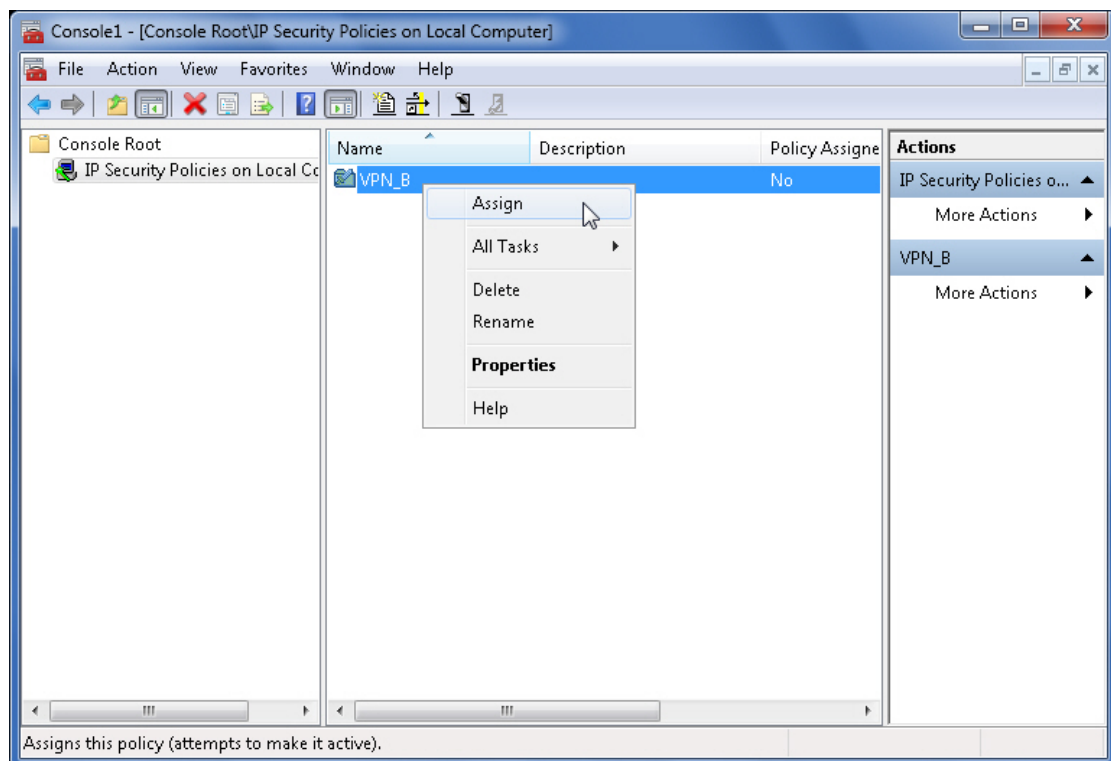 Console1 - [Console Root\IP Security Policies on Local Computer]
File Action View Favorites Window Help
Console Root
IP Security Policies on Local Co
Name Description Policy Assigne
VPN_B No
Assign
All Tasks
Delete
Rename
Properties
Help
Actions
IP Security Policies o...
More Actions
VPN_B
More Actions
Assigns this policy (attempts to make it active).